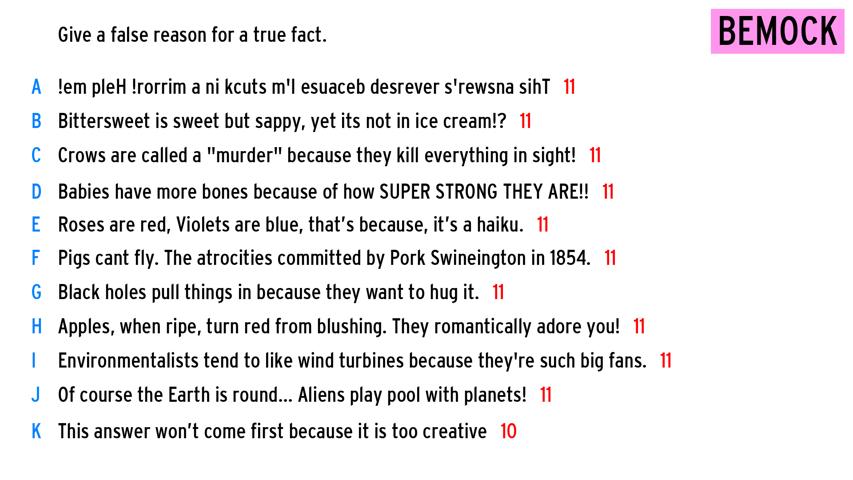 Give a false reason for a true fact.
BEMOCK
A !em pleH !rorrim a ni kcuts m'I esuaceb desrever s'rewsna sihT 11
B Bittersweet is sweet but sappy, yet its not in ice cream!? 11
C Crows are called a "murder" because they kill everything in sight! 11
D Babies have more bones because of how SUPER STRONG THEY ARE!! 11
E Roses are red, Violets are blue, that’s because, it’s a haiku. 11
F Pigs cant fly. The atrocities committed by Pork Swineington in 1854. 11
G Black holes pull things in because they want to hug it. 11
H Apples, when ripe, turn red from blushing. They romantically adore you! 11
I Environmentalists tend to like wind turbines because they're such big fans. 11
J Of course the Earth is round... Aliens play pool with planets! 11
K This answer won’t come first because it is too creative 10